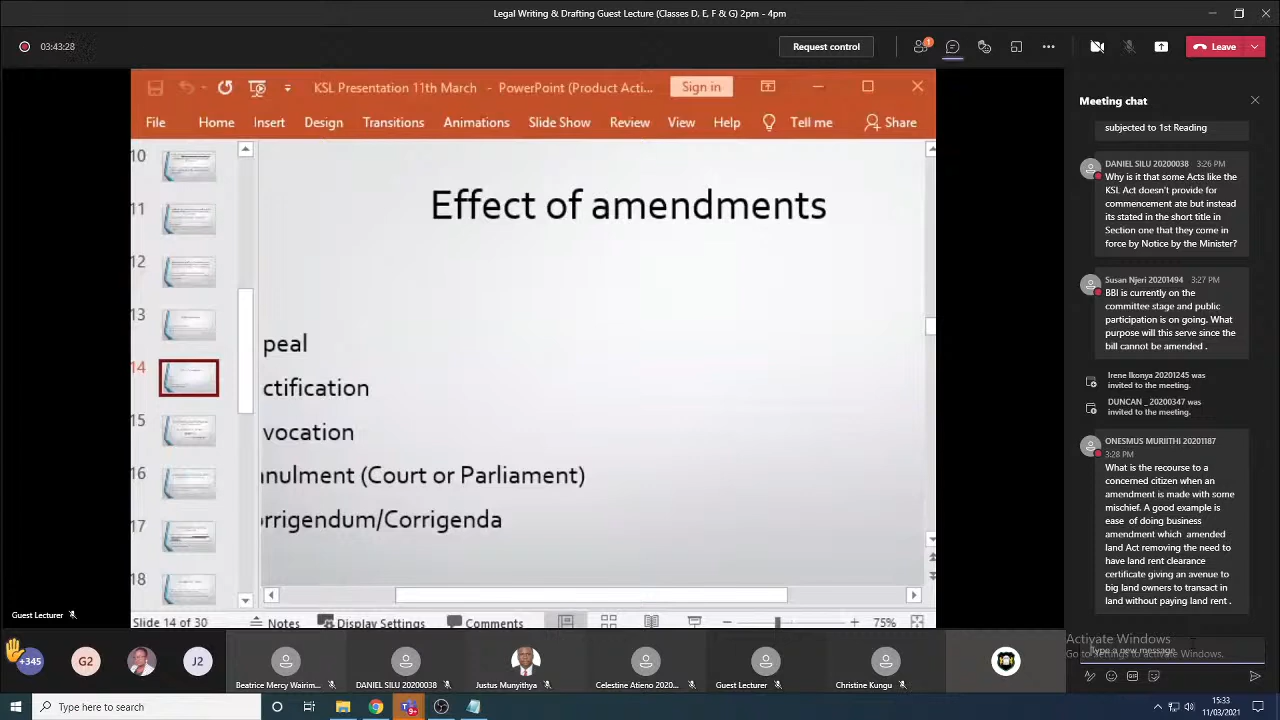 Legal Writing & Drafting Guest Lecture (Classes D, E, F & G) 2pm - 4pm
03:43:28
Request control
1
Leave
KSL Presentation 11th March - PowerPoint (Product Acti...
Sign in
File Home Insert Design Transitions Animations Slide Show Review View Help Tell me Share
10
11
12
13
14
15
16
17
18
Effect of amendments
peal
ctification
vocation
nnulment (Court or Parliament)
orrigendum/Corrigenda
Slide 14 of 30 Notes Display Settings Comments 75%
Guest Lecturer
Meeting chat
subjected to 1st Reading
DANIEL SILU 20200038 3:26 PM
Why is it that some Acts like the
KSL Act doesn't provide for
commencement ate but instead
its stated in the short title in
Section one that they come in
force by Notice by the Minister?
Susan Njeri 20201494 3:27 PM
BBI is currently on the
committee stage and public
participation is on going. What
purpose will this serve since the
bill cannot be amended .
Irene Ikonya 20201245 was
invited to the meeting.
DUNCAN _ 20200347 was
invited to the meeting.
ONESMUS MURIITHI 20201187
3:28 PM
What is the recourse to a
concerned citizen when an
amendment is made with some
mischief. A good example is
ease of doing business
amendment which amended
land Act removing the need to
have land rent clearance
certificate giving an avenue to
big land owners to transact in
land without paying land rent .
Activate Windows
Go to Settings to activate Windows.
Type a new message
+345
G2
J2
Beatrice Mercy Wairim...
DANIEL SILU 20200038
Justus Munyithya
Celestine Atieno 2020...
Guest Lecturer
Christine Kungu
Type here to search
9+
15:33
11/03/2021